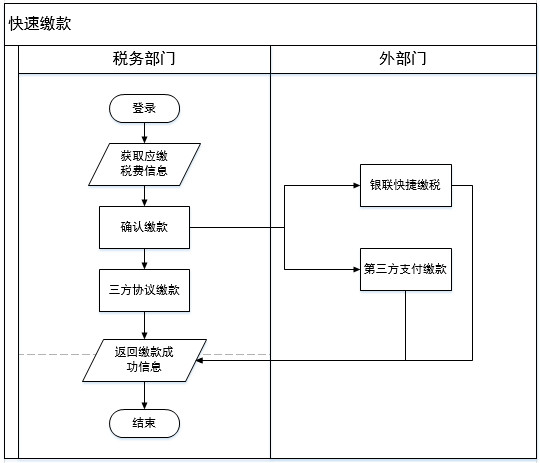 快速缴款
税务部门
外部门
登录
获取应缴
税费信息
银联快捷缴税
确认缴款
第三方支付缴款
三方协议缴款
返回缴款成
功信息
结束